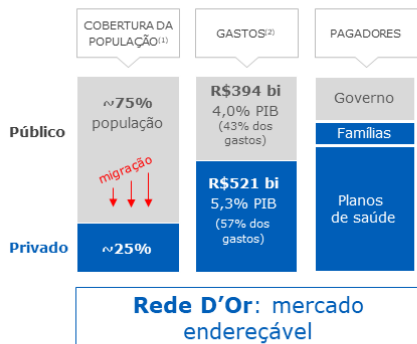 COBERTURA DA
POPULAÇÃO(1)
GASTOS(2)
PAGADORES
Público
~75%
população
migração
Privado
~25%
R$394 bi
4,0% PIB
(43% dos
gastos)
R$521 bi
5,3% PIB
(57% dos
gastos)
Governo
Famílias
Planos
de saúde
Rede D’Or: mercado
endereçável